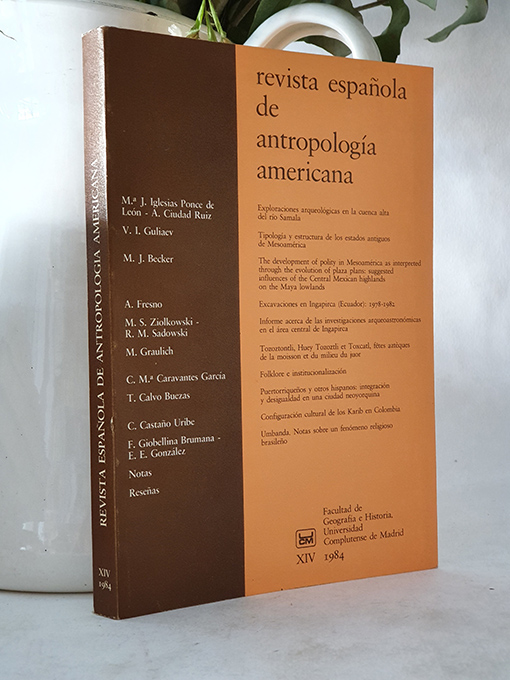 revista española
de
antropología
americana
M.ª J. Iglesias Ponce de
León - A. Ciudad Ruiz
Exploraciones arqueológicas en la cuenca alta
del río Samalá
V. I. Guliaev
Tipología y estructura de los estados antiguos
de Mesoamérica
M. J. Becker
The development of polity in Mesoamérica as interpreted
through the evolution of plaza plans: suggested
influences of the Central Mexican highlands
on the Maya lowlands
A. Fresno
Excavaciones en Ingapirca (Ecuador): 1978-1982
M. S. Ziolkowski -
R. M. Sadowski
Informe acerca de las investigaciones arqueoastronómicas
en el área central de Ingapirca
M. Graulich
Tozoztontli, Huey Tozoztli et Toxcatl, fêtes aztèques
de la moisson et du milieu du jour
C. M.ª Caravantes García
Folklore e institucionalización
T. Calvo Buezas
Puertorriqueños y otros hispanos: integración
y desigualdad en una ciudad neoyorquina
C. Castaño Uribe
Configuración cultural de los Karib en Colombia
F. Giobellina Brumana -
E. E. González
Umbanda. Notas sobre un fenómeno religioso
brasileño
Notas
Reseñas
UCM
Facultad de
Geografía e Historia.
Universidad
Complutense de Madrid
XIV 1984
REVISTA ESPAÑOLA DE ANTROPOLOGIA AMERICANA
XIV
1984